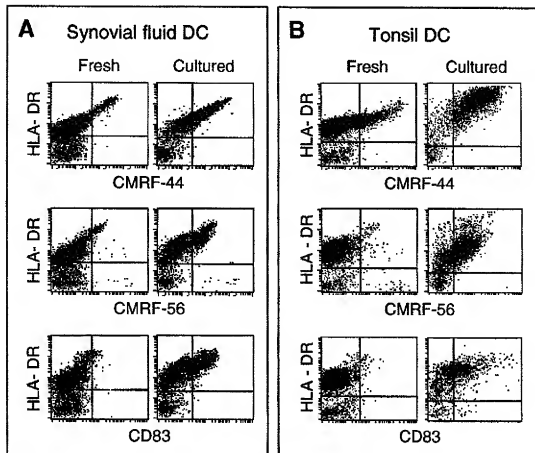 A Synovial fluid DC
Fresh Cultured
HLA- DR
CMRF-44
HLA- DR
CMRF-56
HLA- DR
CD83
B Tonsil DC
Fresh Cultured
HLA- DR
CMRF-44
HLA- DR
CMRF-56
HLA- DR
CD83